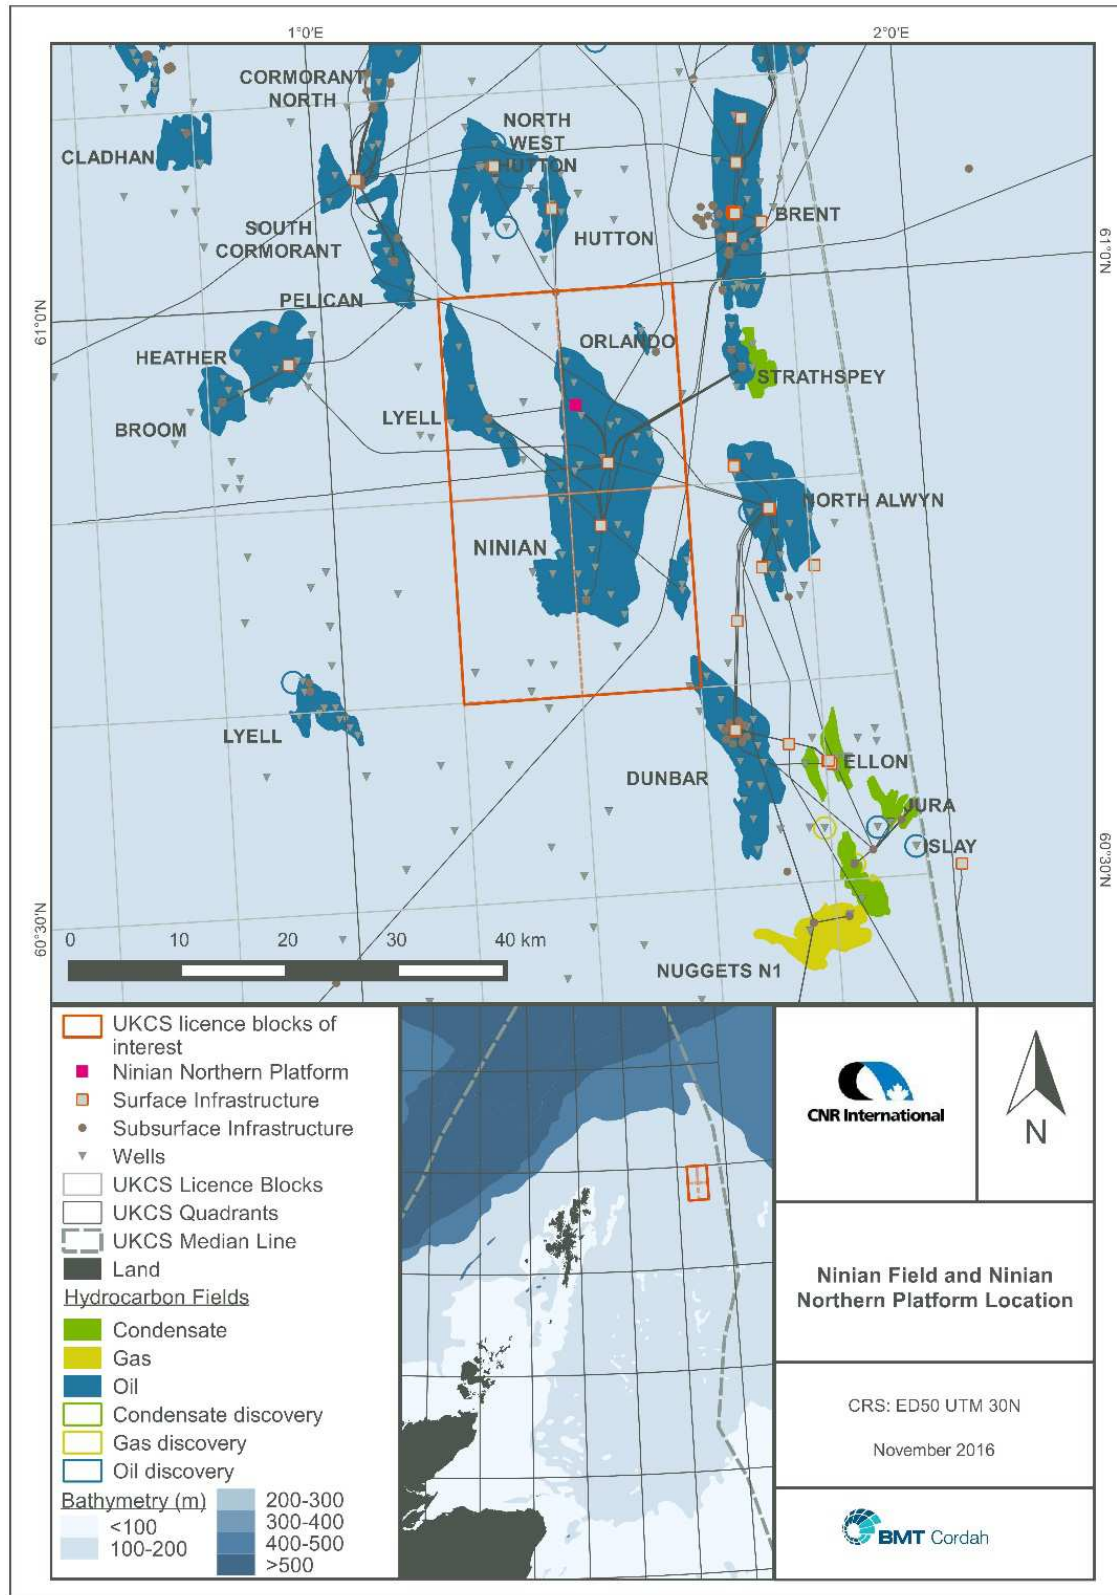 1°0'E
2°0'E
CORMORANT
NORTH
NORTH
WEST
HUTTON
CLADHAN
BRENT
SOUTH
CORMORANT
HUTTON
61°0'N
PELICAN
61°0'N
ORLANDO
HEATHER
STRATHSPEY
LYELL
BROOM
NORTH ALWYN
NINIAN
LYELL
ELLON
DUNBAR
JURA
ISLAY
60°30'N
60°30'N
0 10 20 30 40 km
NUGGETS N1
UKCS licence blocks of
interest
Ninian Northern Platform
Surface Infrastructure
Subsurface Infrastructure
Wells
UKCS Licence Blocks
UKCS Quadrants
UKCS Median Line
Land
Hydrocarbon Fields
Condensate
Gas
Oil
Condensate discovery
Gas discovery
Oil discovery
Bathymetry (m)
<100
100-200
200-300
300-400
400-500
>500
CNR International
N
Ninian Field and Ninian
Northern Platform Location
CRS: ED50 UTM 30N
November 2016
BMT Cordah